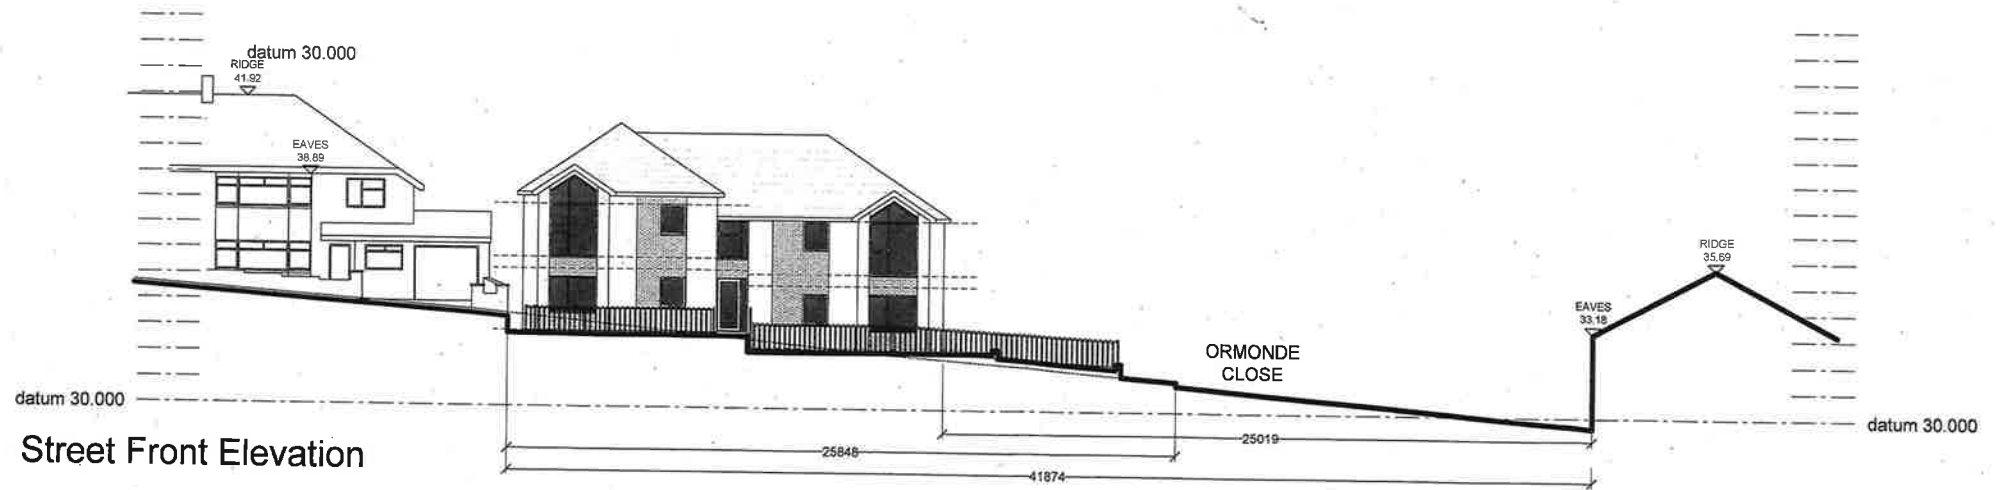 datum 30.000
RIDGE
41.92
EAVES
38.89
RIDGE
35.69
EAVES
33.18
ORMONDE
CLOSE
datum 30.000
datum 30.000
25019
25848
41874
Street Front Elevation